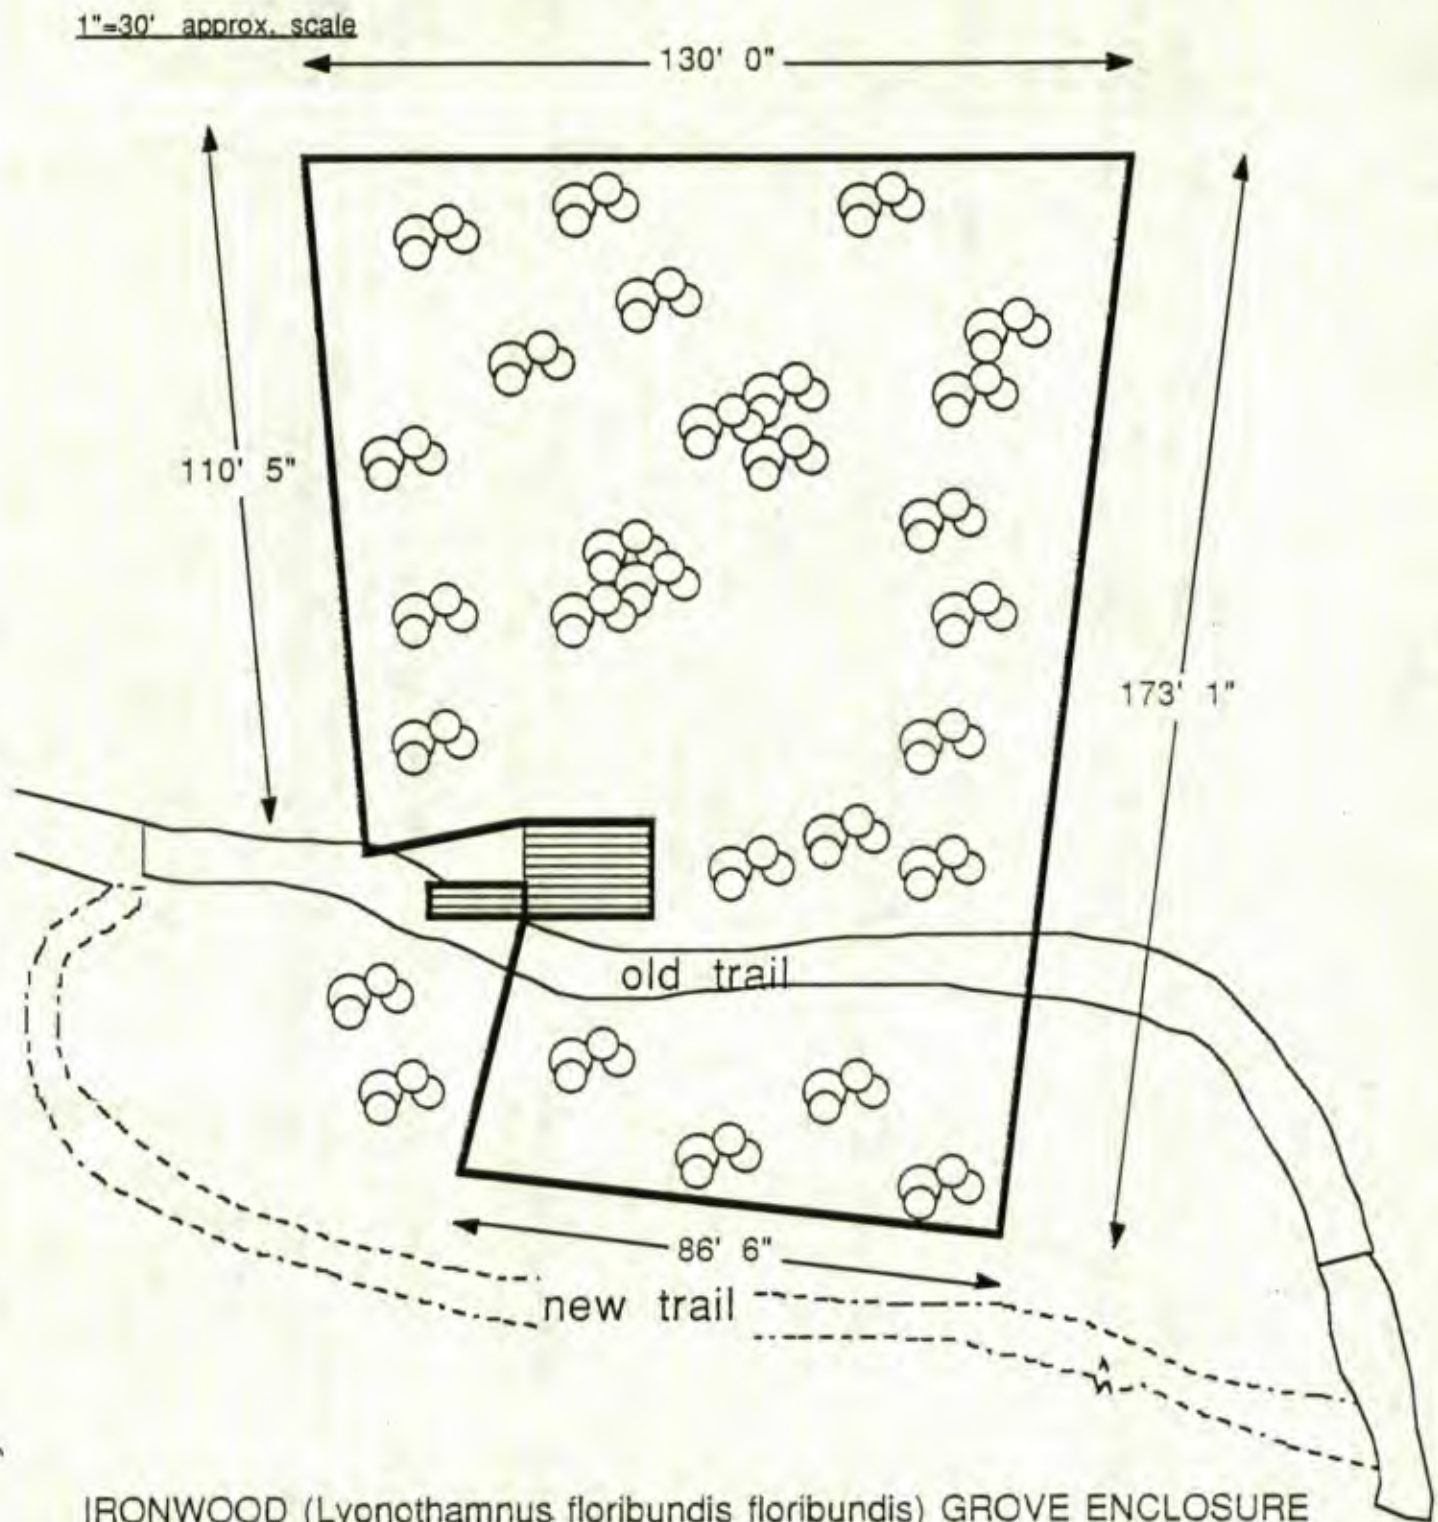 1"=30' approx. scale
130' 0"
110' 5"
173' 1"
old trail
86' 6"
new trail
IRONWOOD (Lyonothamnus floribundis floribundis) GROVE ENCLOSURE